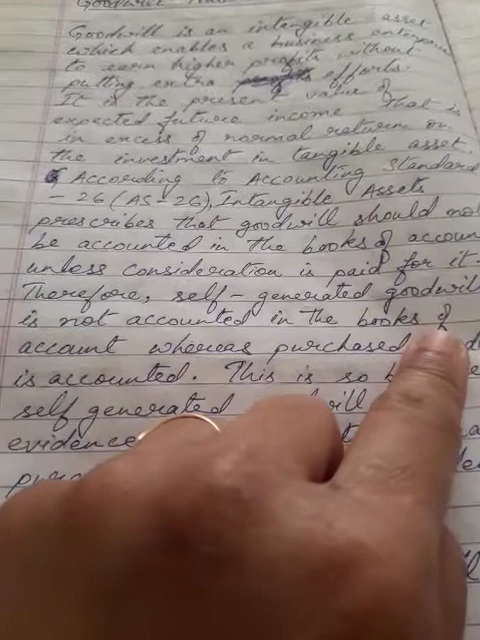 Goodwill
Goodwill is an intangible asset
which enables a business enterprise
to earn higher profits without
putting extra efforts.
It is the present value of
expected future income that is
in excess of normal return on
the investment in tangible asset.
According to Accounting Standard
- 26 (AS-26), Intangible Assets
prescribes that goodwill should not
be accounted in the books of accoun
unless consideration is paid for it.
Therefore, self-generated goodwill
is not accounted in the books of
account whereas purchased
is accounted. This is so
self generated
evidence